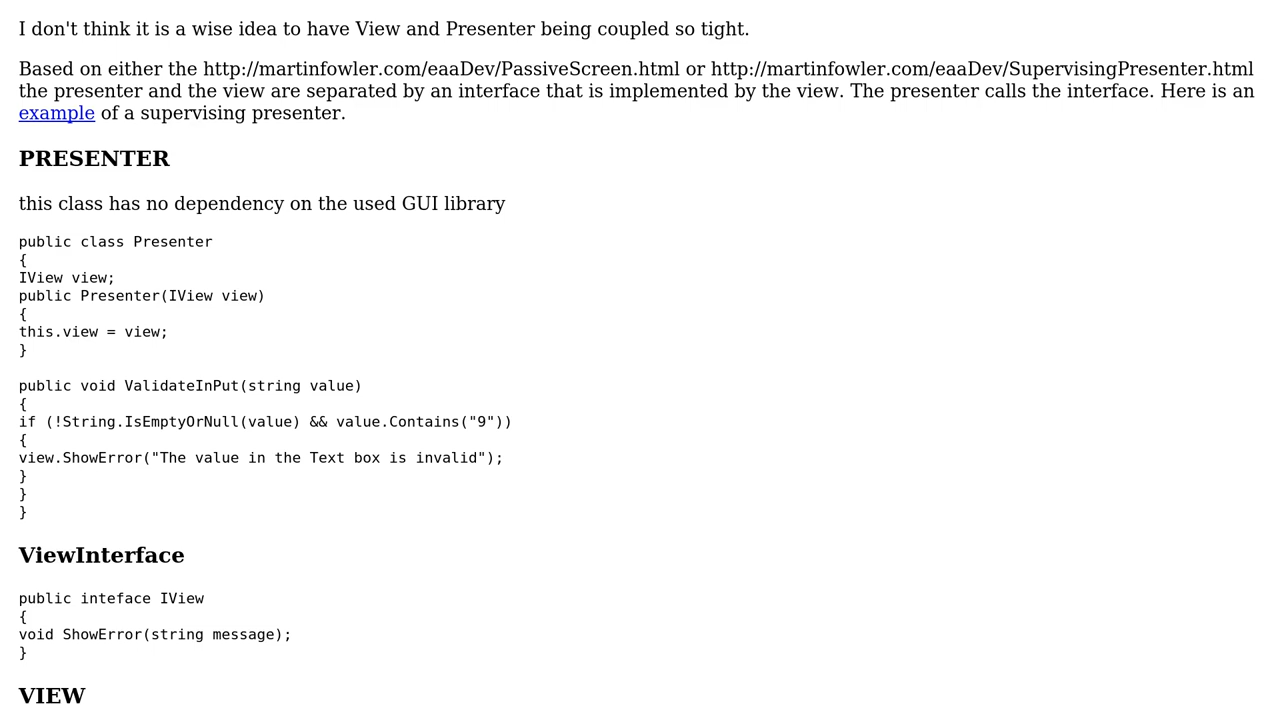 I don't think it is a wise idea to have View and Presenter being coupled so tight.
Based on either the http://martinfowler.com/eaaDev/PassiveScreen.html or http://martinfowler.com/eaaDev/SupervisingPresenter.html
the presenter and the view are separated by an interface that is implemented by the view. The presenter calls the interface. Here is an
example of a supervising presenter.
PRESENTER
this class has no dependency on the used GUI library
public class Presenter
{
IView view;
public Presenter(IView view)
{
this.view = view;
}
public void ValidateInPut(string value)
{
if (!String.IsEmptyOrNull(value) && value.Contains("9"))
{
view.ShowError("The value in the Text box is invalid");
}
}
}
ViewInterface
public inteface IView
{
void ShowError(string message);
}
VIEW